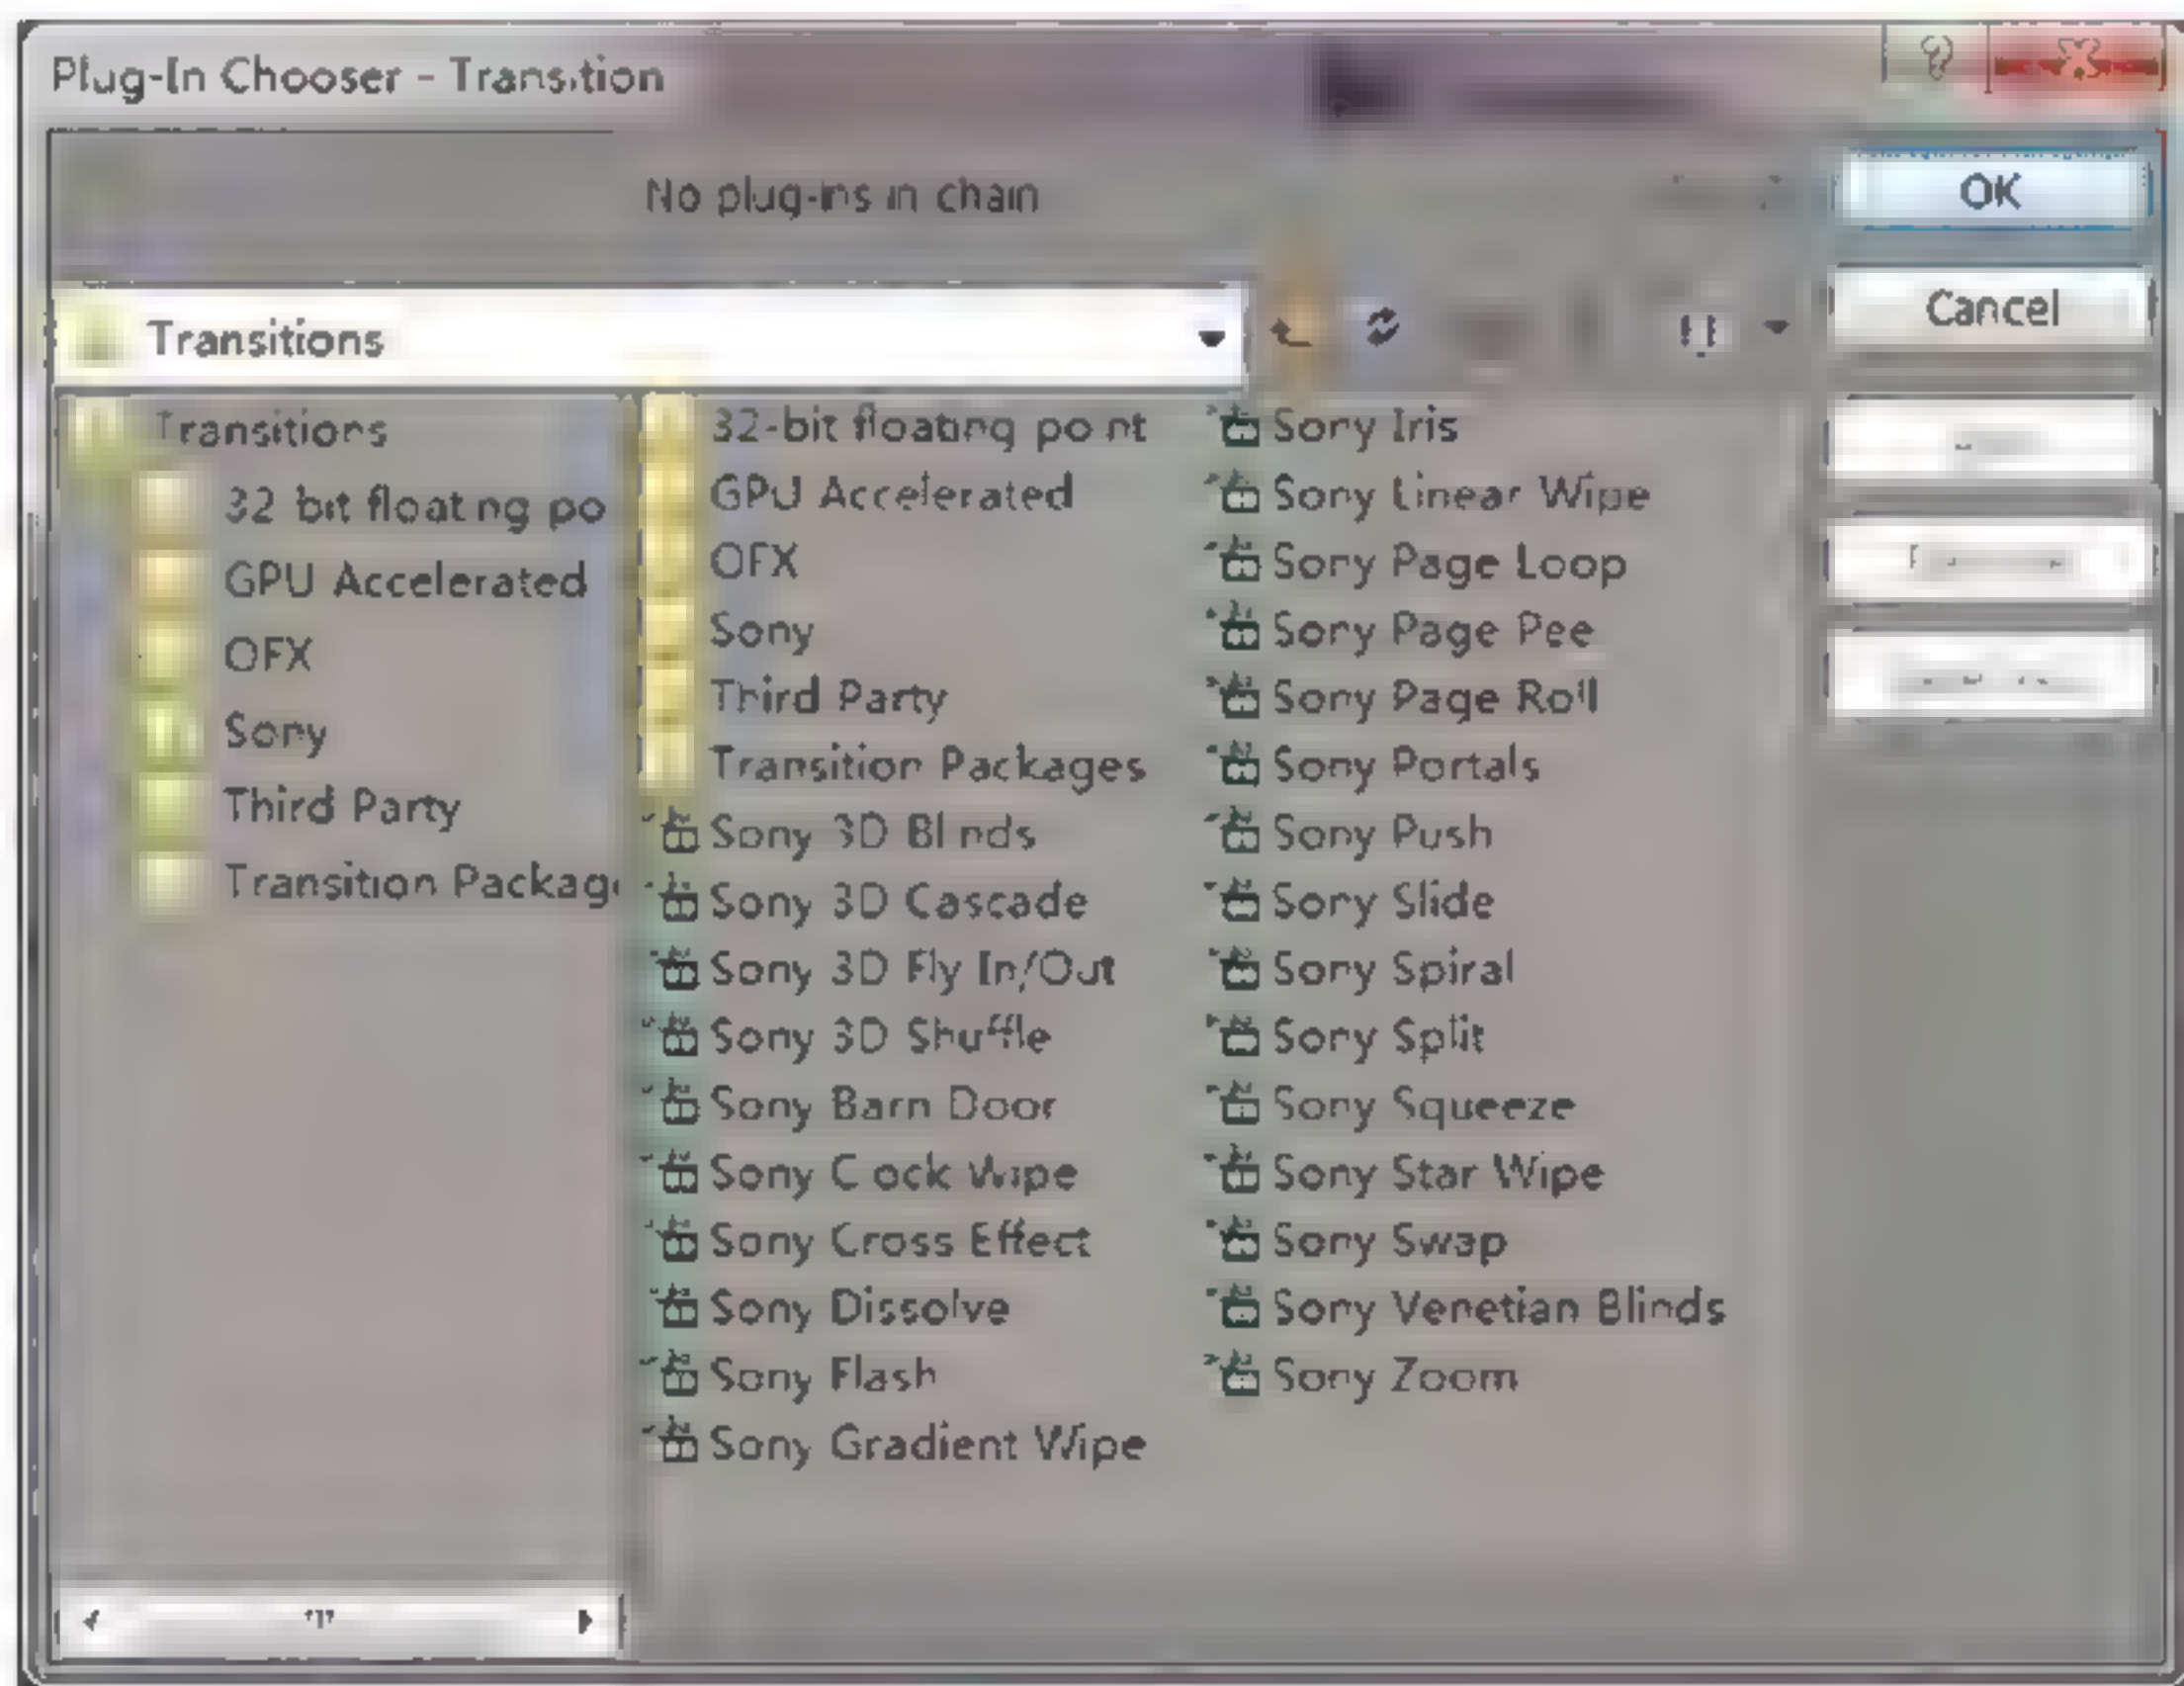 Plug-In Chooser - Transition
No plug-ins in chain
OK
Cancel
Transitions
Transitions
32-bit floating po
GPU Accelerated
OFX
Sony
Third Party
Transition Packag
32-bit floating point
GPU Accelerated
OFX
Sony
Third Party
Transition Packages
Sony 3D Blinds
Sony 3D Cascade
Sony 3D Fly In/Out
Sony 3D Shuffle
Sony Barn Door
Sony Clock Wipe
Sony Cross Effect
Sony Dissolve
Sony Flash
Sony Gradient Wipe
Sony Iris
Sony Linear Wipe
Sony Page Loop
Sony Page Peel
Sony Page Roll
Sony Portals
Sony Push
Sony Slide
Sony Spiral
Sony Split
Sony Squeeze
Sony Star Wipe
Sony Swap
Sony Venetian Blinds
Sony Zoom